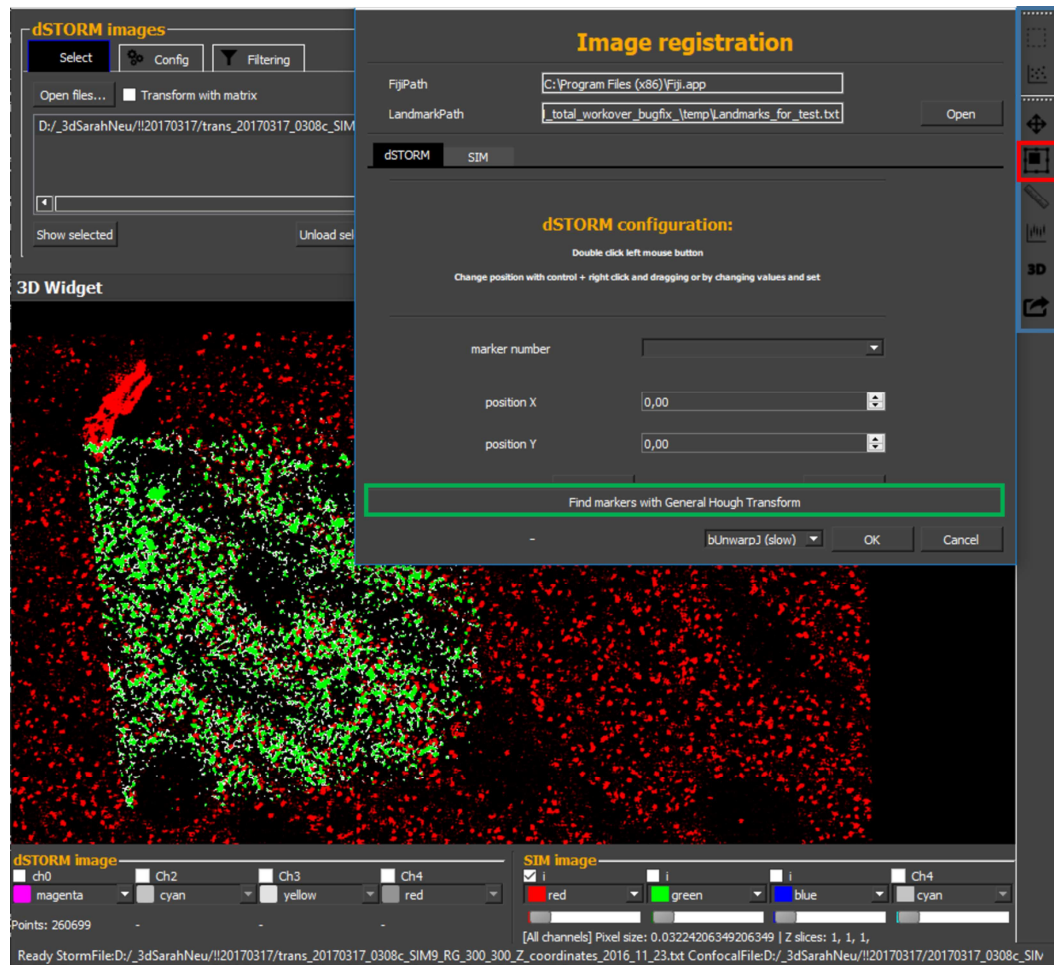 dSTORM images
Select Config Filtering
Open files... Transform with matrix
D:/_3dSarahNeu/!!20170317/trans_20170317_0308c_SIM
Show selected Unload sel
3D Widget
Image registration
FijiPath C:\Program Files (x86)\Fiji.app
LandmarkPath l_total_workover_bugfix_\temp\Landmarks_for_test.txt Open
dSTORM SIM
dSTORM configuration:
Double click left mouse button
Change position with control + right click and dragging or by changing values and set
marker number
position X 0,00
position Y 0,00
Find markers with General Hough Transform
- bUnwarpJ (slow) OK Cancel
3D
dSTORM image
ch0 Ch2 Ch3 Ch4
magenta cyan yellow red
Points: 260699 - - -
SIM image
i i i Ch4
red green blue cyan
[All channels] Pixel size: 0.03224206349206349 | Z slices: 1, 1, 1,
Ready StormFile:D:/_3dSarahNeu/!!20170317/trans_20170317_0308c_SIM9_RG_300_300_Z_coordinates_2016_11_23.txt ConfocalFile:D:/_3dSarahNeu/!!20170317/20170317_0308c_SIM